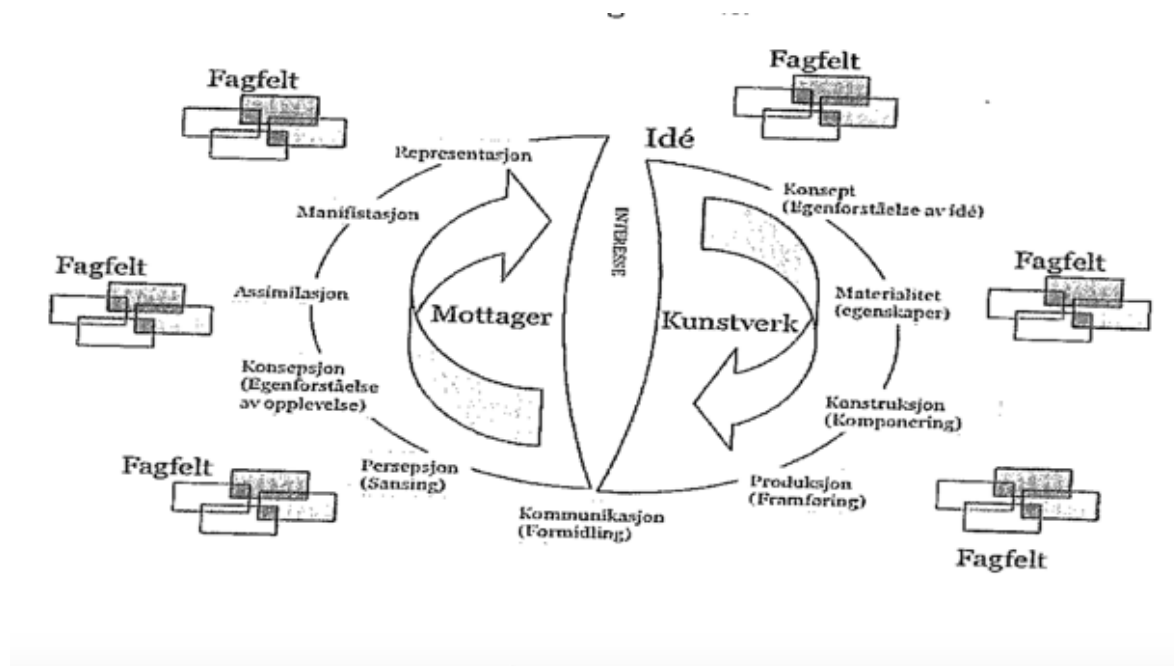 Fagfelt
Fagfelt
Idé
Representasjon
Konsept
(Egenforståelse av idé)
Manifistasjon
INTERESSE
Fagfelt
Fagfelt
Assimilasjon
Materialitet
(egenskaper)
Mottager
Kunstverk
Konsepsjon
(Egenforståelse
av opplevelse)
Konstruksjon
(Komponering)
Fagfelt
Persepsjon
(Sansing)
Produksjon
(Framføring)
Kommunikasjon
(Formidling)
Fagfelt